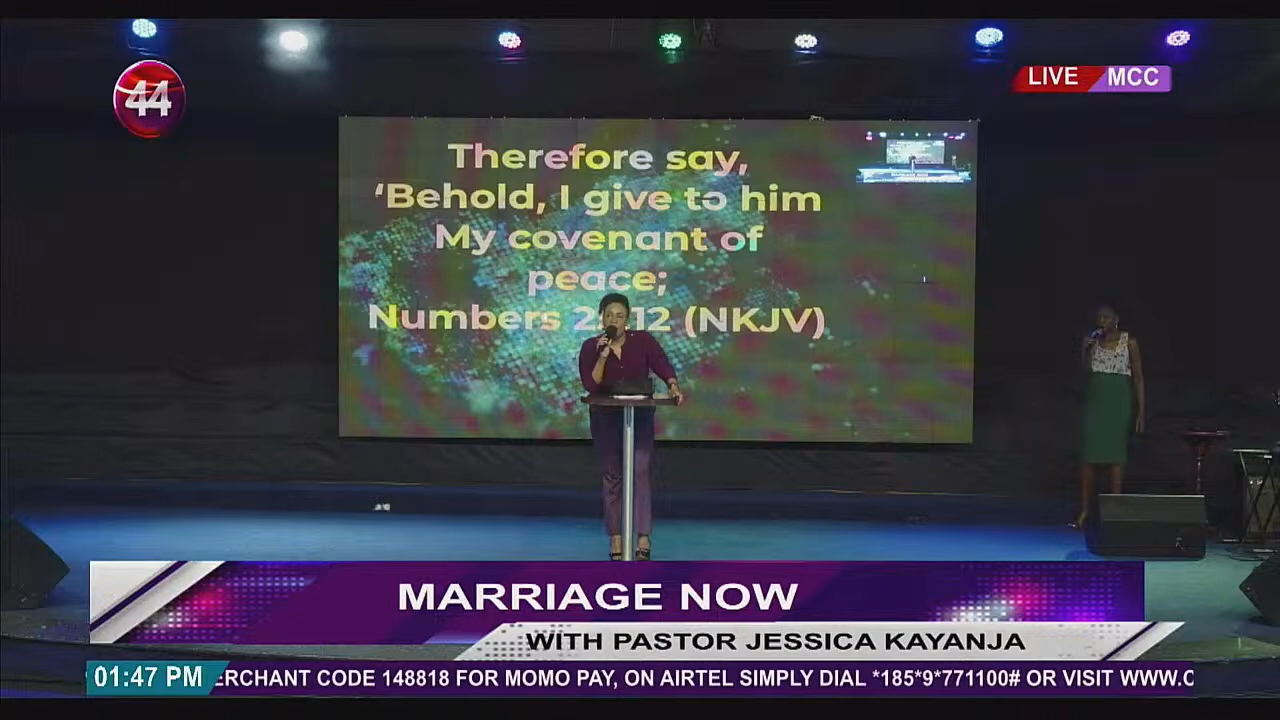 44
LIVE MCC
Therefore say,
‘Behold, I give to him
My covenant of
peace;
Numbers 2 12 (NKJV)
MARRIAGE NOW
WITH PASTOR JESSICA KAYANJA
01:47 PM ERCHANT CODE 148818 FOR MOMO PAY, ON AIRTEL SIMPLY DIAL *185*9*771100# OR VISIT WWW.